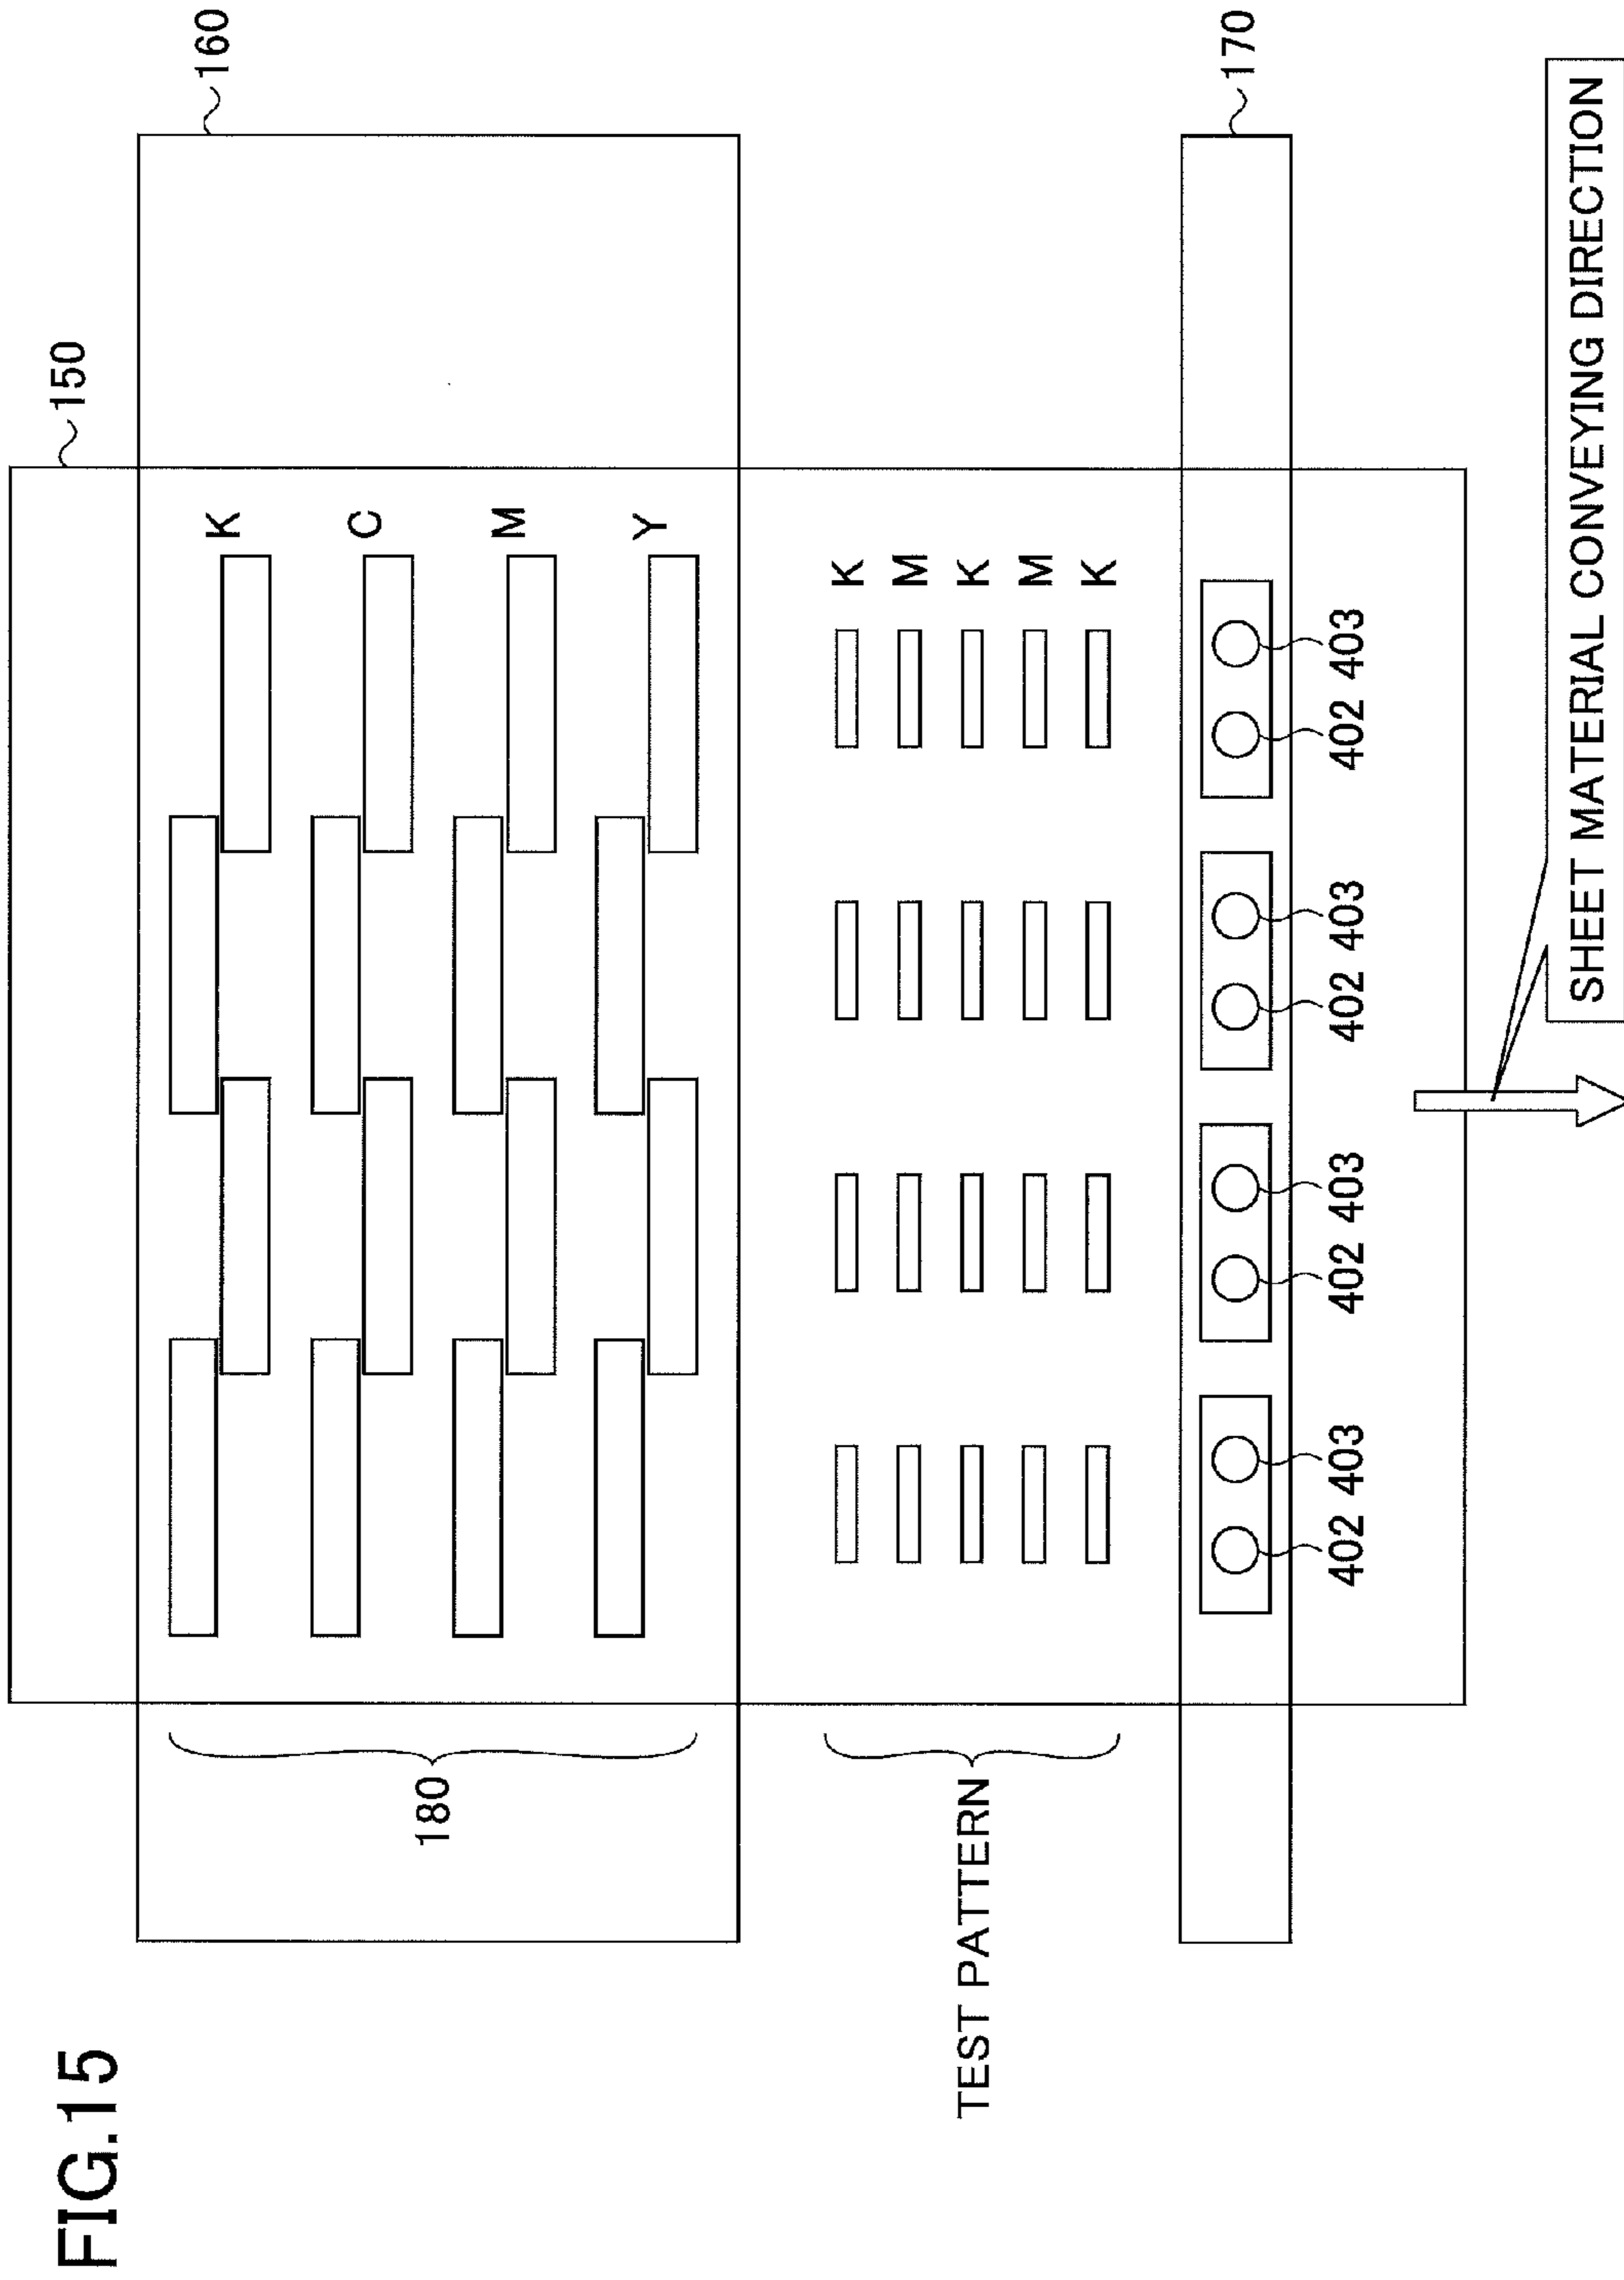 FIG.15
150
160
K
C
M
Y
180
K
M
K
M
K
TEST PATTERN
170
402 403 402 403 402 403 402 403
SHEET MATERIAL CONVEYING DIRECTION